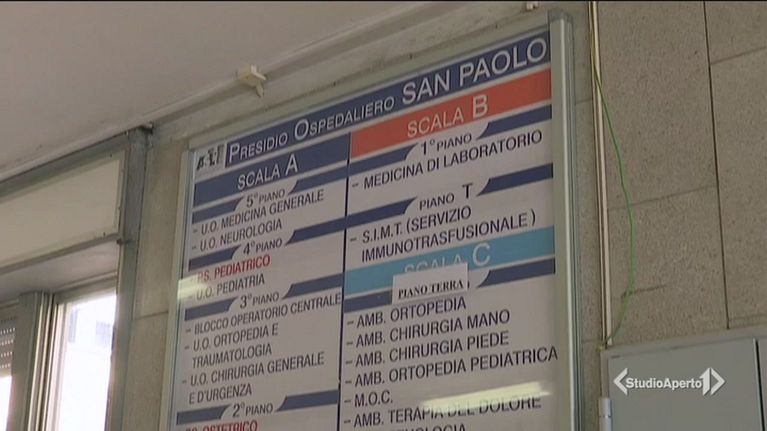 PRESIDIO OSPEDALIERO SAN PAOLO
SCALA A
5° PIANO
- U.O. MEDICINA GENERALE
- U.O. NEUROLOGIA
4° PIANO
P.S. PEDIATRICO
- U.O. PEDIATRIA
3° PIANO
- BLOCCO OPERATORIO CENTRALE
- U.O. ORTOPEDIA E
TRAUMATOLOGIA
- U.O. CHIRURGIA GENERALE
E D'URGENZA
2° PIANO
P.S. OSTETRICO
SCALA B
1° PIANO
- MEDICINA DI LABORATORIO
PIANO T
- S.I.M.T. (SERVIZIO
IMMUNOTRASFUSIONALE )
SCALA C
PIANO TERRA
- AMB. ORTOPEDIA
- AMB. CHIRURGIA MANO
- AMB. CHIRURGIA PIEDE
- AMB. ORTOPEDIA PEDIATRICA
- M.O.C.
- AMB. TERAPIA DEL DOLORE
StudioAperto 1